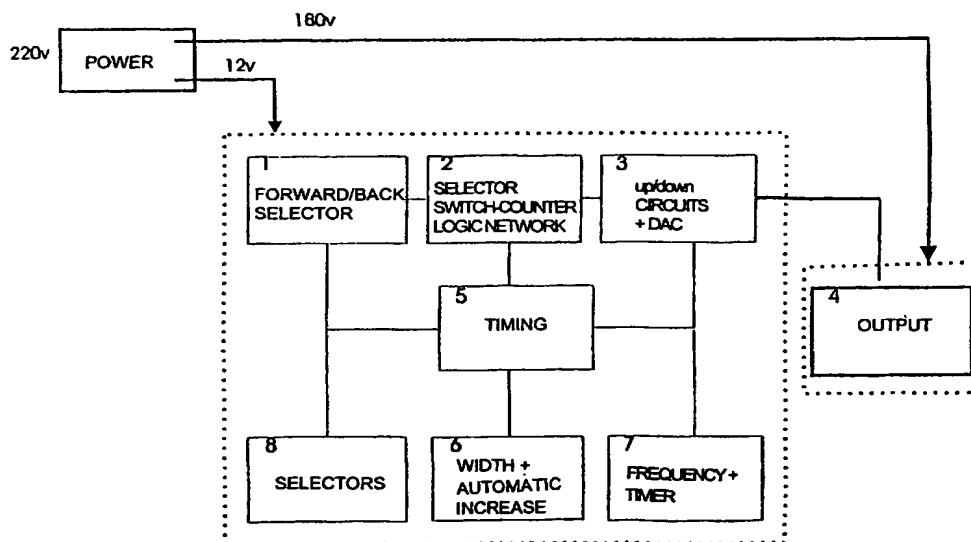 180v
220v
POWER
12v
1
FORWARD/BACK
SELECTOR
2
SELECTOR
SWITCH-COUNTER
LOGIC NETWORK
3
up/down
CIRCUITS
+ DAC
4
OUTPUT
5
TIMING
8
SELECTORS
6
WIDTH +
AUTOMATIC
INCREASE
7
FREQUENCY +
TIMER